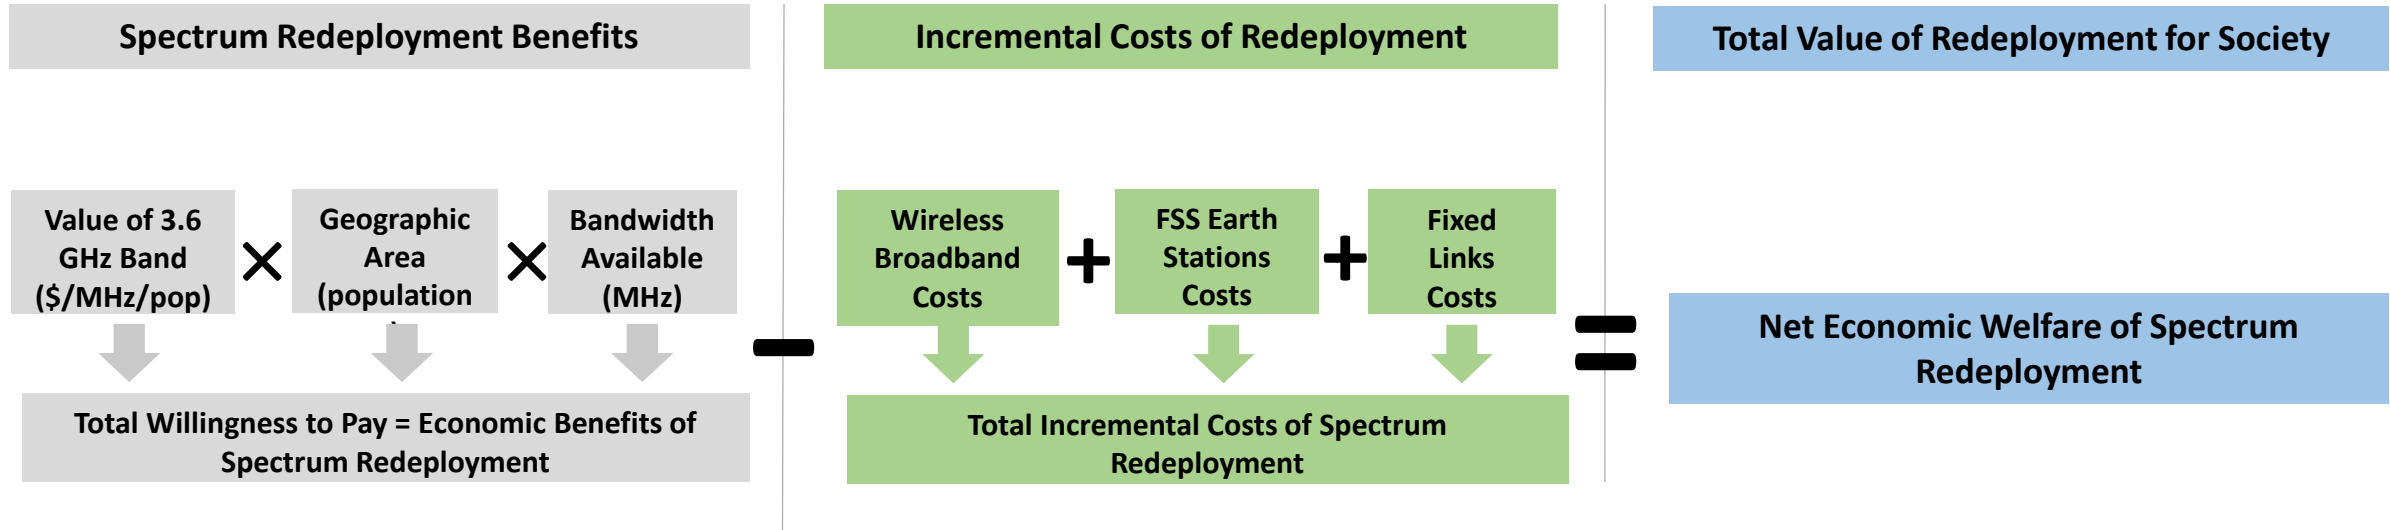 Spectrum Redeployment Benefits
Incremental Costs of Redeployment
Total Value of Redeployment for Society
Value of 3.6
GHz Band
($/MHz/pop)
×
Geographic
Area
(population
)
×
Bandwidth
Available
(MHz)
Total Willingness to Pay = Economic Benefits of
Spectrum Redeployment
-
Wireless
Broadband
Costs
+
FSS Earth
Stations
Costs
+
Fixed
Links
Costs
Total Incremental Costs of Spectrum
Redeployment
=
Net Economic Welfare of Spectrum
Redeployment